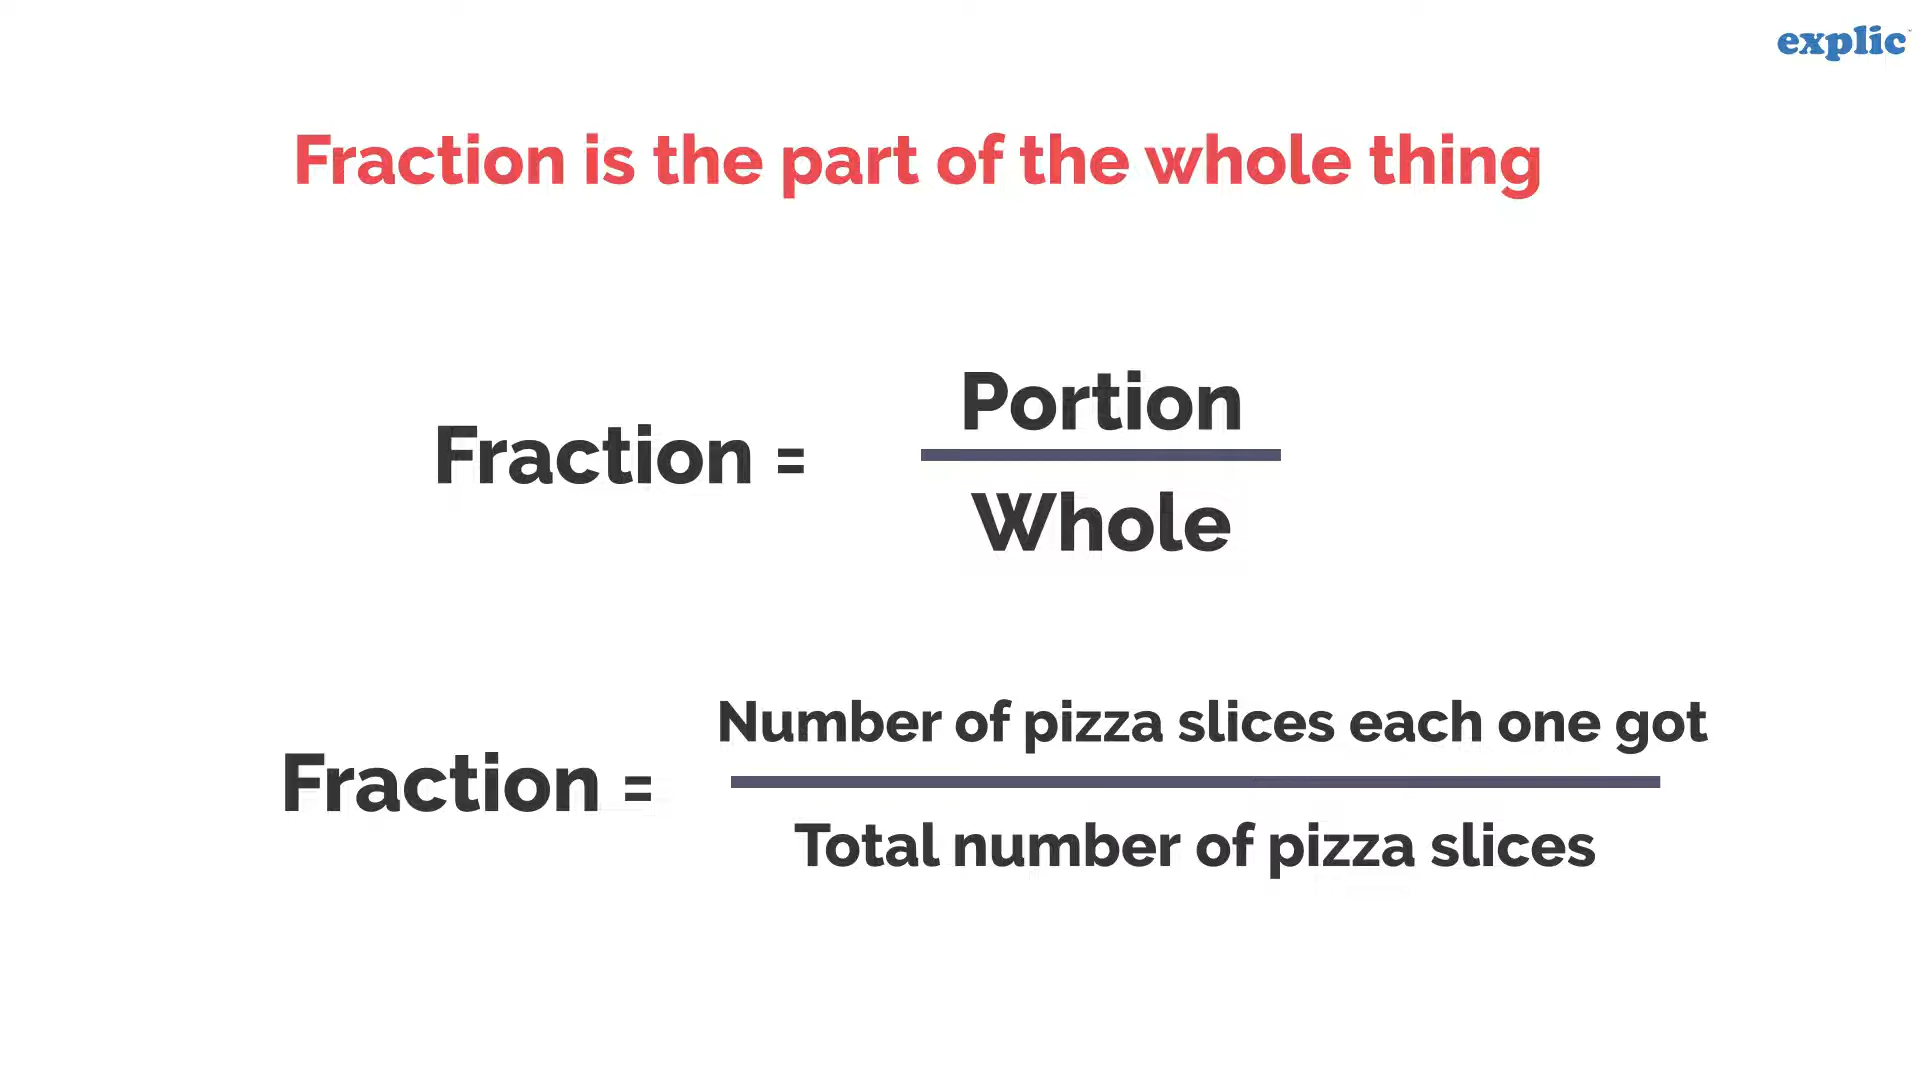 explic
Fraction is the part of the whole thing
Portion
Fraction =
Whole
Number of pizza slices each one got
Fraction =
Total number of pizza slices